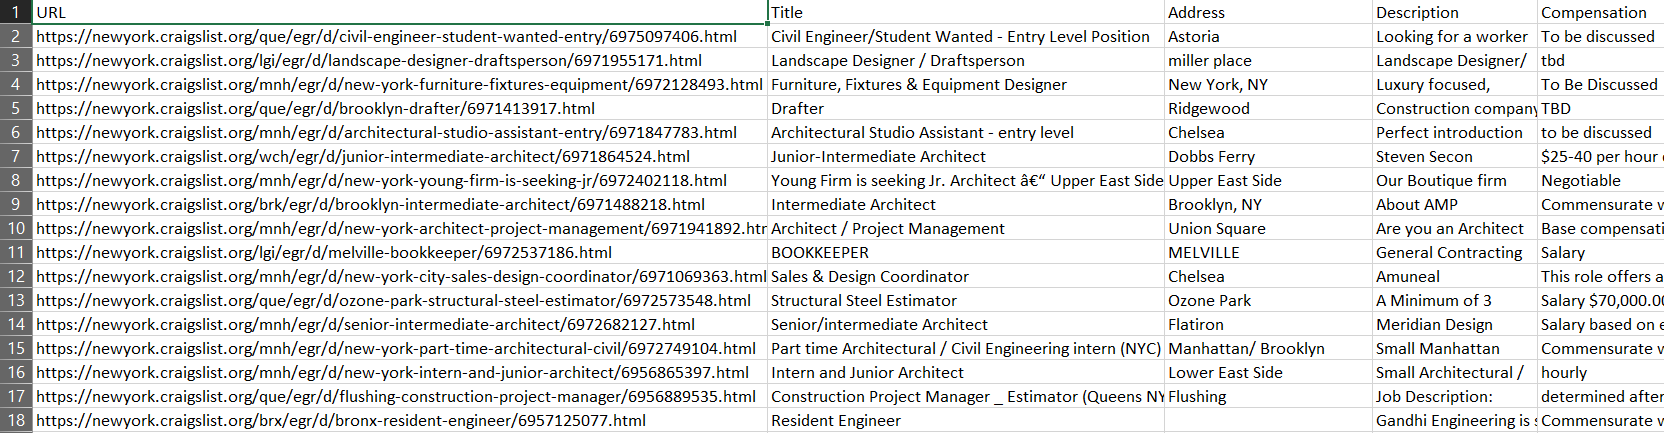 1 URL Title Address Description Compensation
2 https://newyork.craigslist.org/que/egr/d/civil-engineer-student-wanted-entry/6975097406.html Civil Engineer/Student Wanted - Entry Level Position Astoria Looking for a worker To be discussed
3 https://newyork.craigslist.org/lgi/egr/d/landscape-designer-draftsperson/6971955171.html Landscape Designer / Draftsperson miller place Landscape Designer/ tbd
4 https://newyork.craigslist.org/mnh/egr/d/new-york-furniture-fixtures-equipment/6972128493.html Furniture, Fixtures & Equipment Designer New York, NY Luxury focused, To Be Discussed
5 https://newyork.craigslist.org/que/egr/d/brooklyn-drafter/6971413917.html Drafter Ridgewood Construction company TBD
6 https://newyork.craigslist.org/mnh/egr/d/architectural-studio-assistant-entry/6971847783.html Architectural Studio Assistant - entry level Chelsea Perfect introduction to be discussed
7 https://newyork.craigslist.org/wch/egr/d/junior-intermediate-architect/6971864524.html Junior-Intermediate Architect Dobbs Ferry Steven Secon $25-40 per hour
8 https://newyork.craigslist.org/mnh/egr/d/new-york-young-firm-is-seeking-jr/6972402118.html Young Firm is seeking Jr. Architect â€“ Upper East Side Upper East Side Our Boutique firm Negotiable
9 https://newyork.craigslist.org/brk/egr/d/brooklyn-intermediate-architect/6971488218.html Intermediate Architect Brooklyn, NY About AMP Commensurate w
10 https://newyork.craigslist.org/mnh/egr/d/new-york-architect-project-management/6971941892.htm Architect / Project Management Union Square Are you an Architect Base compensati
11 https://newyork.craigslist.org/lgi/egr/d/melville-bookkeeper/6972537186.html BOOKKEEPER MELVILLE General Contracting Salary
12 https://newyork.craigslist.org/mnh/egr/d/new-york-city-sales-design-coordinator/6971069363.html Sales & Design Coordinator Chelsea Amuneal This role offers a
13 https://newyork.craigslist.org/que/egr/d/ozone-park-structural-steel-estimator/6972573548.html Structural Steel Estimator Ozone Park A Minimum of 3 Salary $70,000.00
14 https://newyork.craigslist.org/mnh/egr/d/senior-intermediate-architect/6972682127.html Senior/intermediate Architect Flatiron Meridian Design Salary based on e
15 https://newyork.craigslist.org/mnh/egr/d/new-york-part-time-architectural-civil/6972749104.html Part time Architectural / Civil Engineering intern (NYC) Manhattan/ Brooklyn Small Manhattan Commensurate w
16 https://newyork.craigslist.org/mnh/egr/d/new-york-intern-and-junior-architect/6956865397.html Intern and Junior Architect Lower East Side Small Architectural / hourly
17 https://newyork.craigslist.org/que/egr/d/flushing-construction-project-manager/6956889535.html Construction Project Manager _ Estimator (Queens NY Flushing Job Description: determined after
18 https://newyork.craigslist.org/brx/egr/d/bronx-resident-engineer/6957125077.html Resident Engineer Gandhi Engineering is Commensurate w